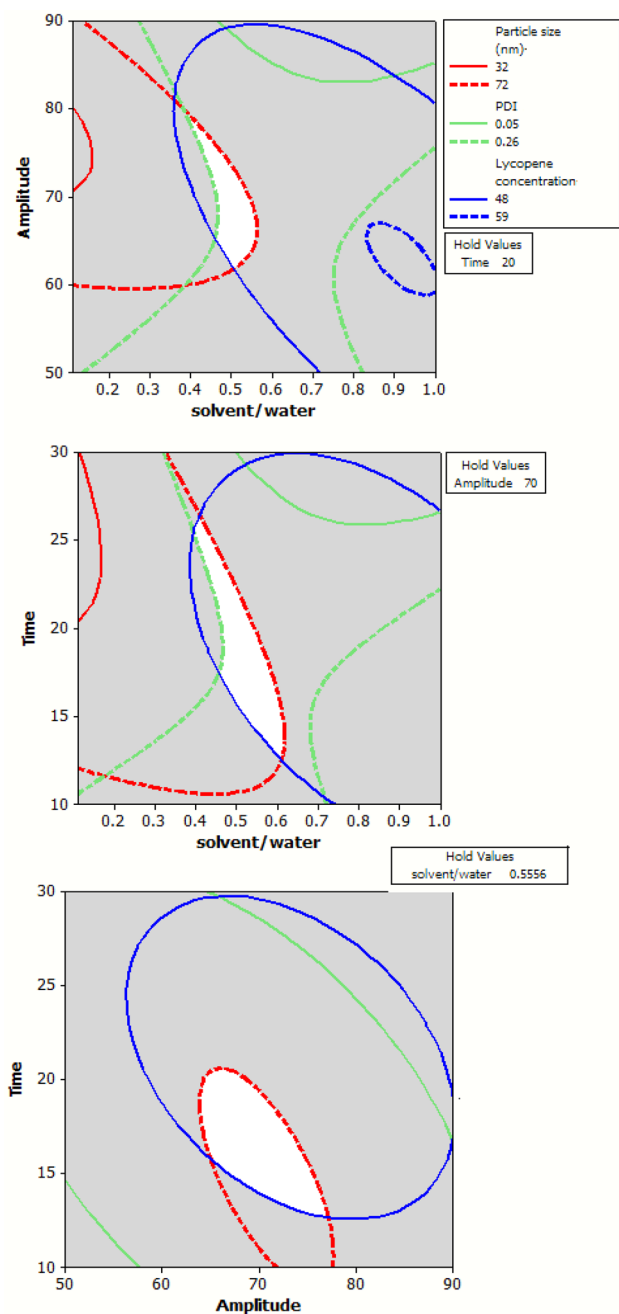 90
80
70
60
50
Amplitude
0.2 0.3 0.4 0.5 0.6 0.7 0.8 0.9 1.0
solvent/water
Particle size
(nm)
32
72
PDI
0.05
0.26
Lycopene
concentration
48
59
Hold Values
Time 20
30
25
20
15
10
Time
0.2 0.3 0.4 0.5 0.6 0.7 0.8 0.9 1.0
solvent/water
Hold Values
Amplitude 70
Hold Values
solvent/water 0.5556
30
25
20
15
10
Time
50 60 70 80 90
Amplitude